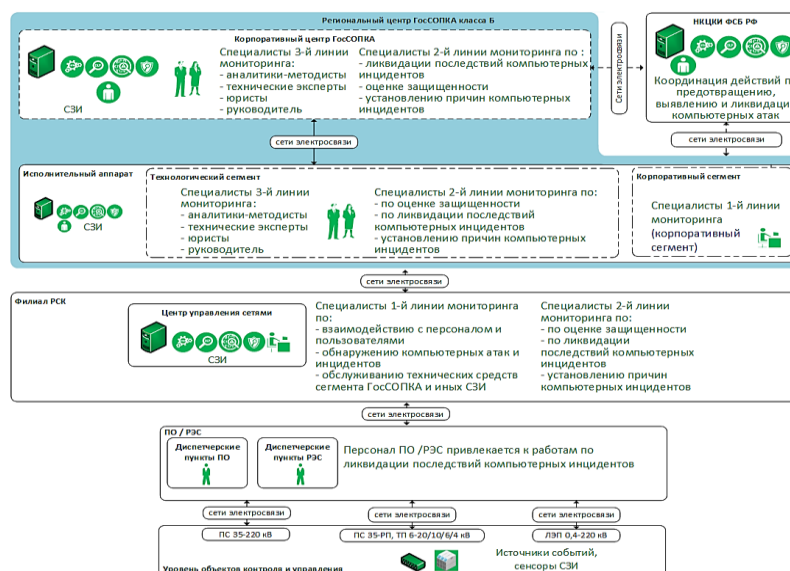 Региональный центр ГосСОПКА класса Б
Корпоративный центр ГосСОПКА
СЗИ
Специалисты 3-й линии
мониторинга:
- аналитики-методисты
- технические эксперты
- юристы
- руководитель
Специалисты 2-й линии мониторинга по :
- ликвидации последствий компьютерных
инцидентов
- оценке защищенности
- установлению причин компьютерных
инцидентов
Сети электросвязи
НКЦКИ ФСБ РФ
Координация действий п
предотвращению,
выявлению и ликвидаци
компьютерных атак
сети электросвязи
сети электросвязи
Исполнительный аппарат
СЗИ
Технологический сегмент
Специалисты 3-й линии
мониторинга:
- аналитики-методисты
- технические эксперты
- юристы
- руководитель
Специалисты 2-й линии мониторинга по:
- по оценке защищенности
- по ликвидации последствий
компьютерных инцидентов
- установлению причин компьютерных
инцидентов
Корпоративный сегмент
Специалисты 1-й линии
мониторинга
(корпоративный
сегмент)
сети электросвязи
Филиал РСК
Центр управления сетями
СЗИ
Специалисты 1-й линии мониторинга
по:
- взаимодействию с персоналом и
пользователями
- обнаружению компьютерных атак и
инцидентов
- обслуживанию технических средств
сегмента ГосСОПКА и иных СЗИ
Специалисты 2-й линии
мониторинга по:
- по оценке защищенности
- по ликвидации
последствий компьютерных
инцидентов
- установлению причин
компьютерных инцидентов
сети электросвязи
ПО / РЭС
Диспетчерские
пункты ПО
Диспетчерские
пункты РЭС
Персонал ПО /РЭС привлекается к работам по
ликвидации последствий компьютерных инцидентов
сети электросвязи
сети электросвязи
сети электросвязи
ПС 35-220 кВ
ПС 35-РП, ТП 6-20/10/6/4 кВ
ЛЭП 0,4-220 кВ
Источники событий,
сенсоры СЗИ
Уровень объектов контроля и управления